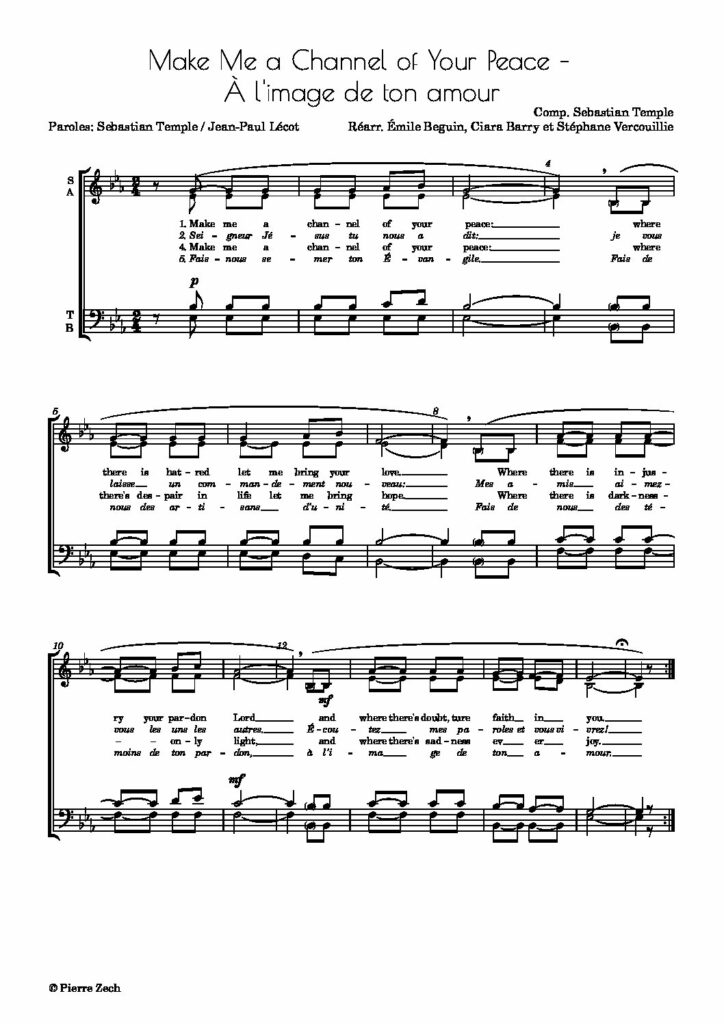 Make Me a Channel of Your Peace –
À l'image de ton amour
Comp. Sebastian Temple
Paroles: Sebastian Temple / Jean-Paul Lécot
Réarr. Émile Beguin, Ciara Barry et Stéphane Vercouillie
4
S
A
1. Make me a chan - nel of your peace: where
2. Sei - gneur Jé - sus tu nous a dit: je vous
4. Make me a chan - nel of your peace: where
5. Fais - nous se - mer ton É - van - gile. Fais de
p
T
B
6
8
there is hat - red let me bring your love. Where there is in - jus -
laisse un com - man - de - ment nou - veau: Mes a - mis ai - mez -
there's des - pair in life let me bring hope. Where there is dark - ness -
nous des ar - ti - sans d'u - ni - té. Fais de nous des té -
10
12
mf
ry your par - don Lord and where there's doubt, ture faith in you.
vous les uns les autres. É - cou - tez mes pa - roles et vous vi - vrez!
- - on - ly light, and where there's sad - ness ev - er joy.
moins de ton par - don, à l'i - ma - ge de ton a - mour.
mf
© Pierre Zech